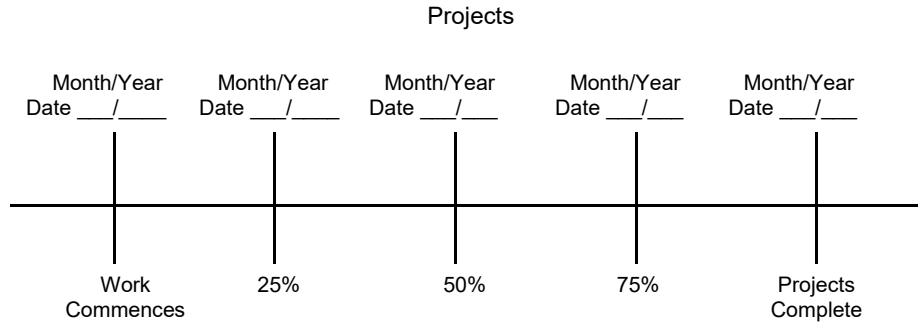 Projects
Month/Year Month/Year Month/Year Month/Year Month/Year
Date ___/____ Date ___/____ Date ___/___ Date ___/___ Date ___/___
Work 25% 50% 75% Projects
Commences Complete